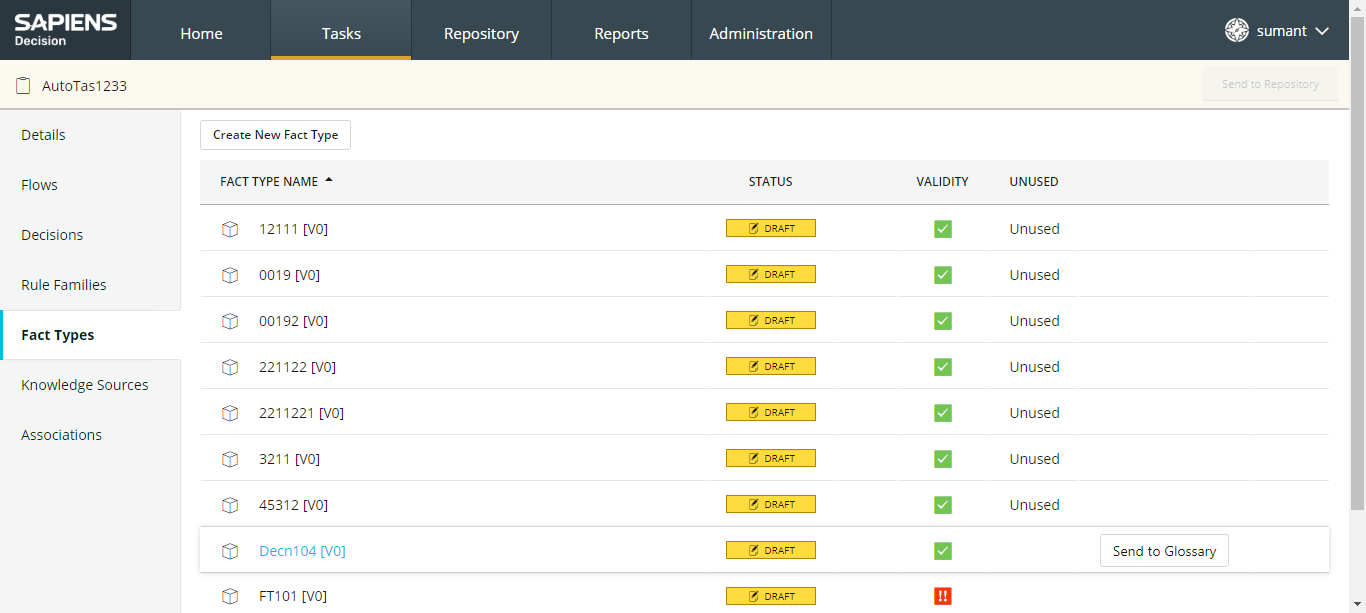 SAPIENS
Decision
Home
Tasks
Repository
Reports
Administration
sumant
AutoTas1233
Send to Repository
Details
Flows
Decisions
Rule Families
Fact Types
Knowledge Sources
Associations
Create New Fact Type
FACT TYPE NAME STATUS VALIDITY UNUSED
12111 [V0] DRAFT Unused
0019 [V0] DRAFT Unused
00192 [V0] DRAFT Unused
221122 [V0] DRAFT Unused
2211221 [V0] DRAFT Unused
3211 [V0] DRAFT Unused
45312 [V0] DRAFT Unused
Decn104 [V0] DRAFT Send to Glossary
FT101 [V0] DRAFT !!